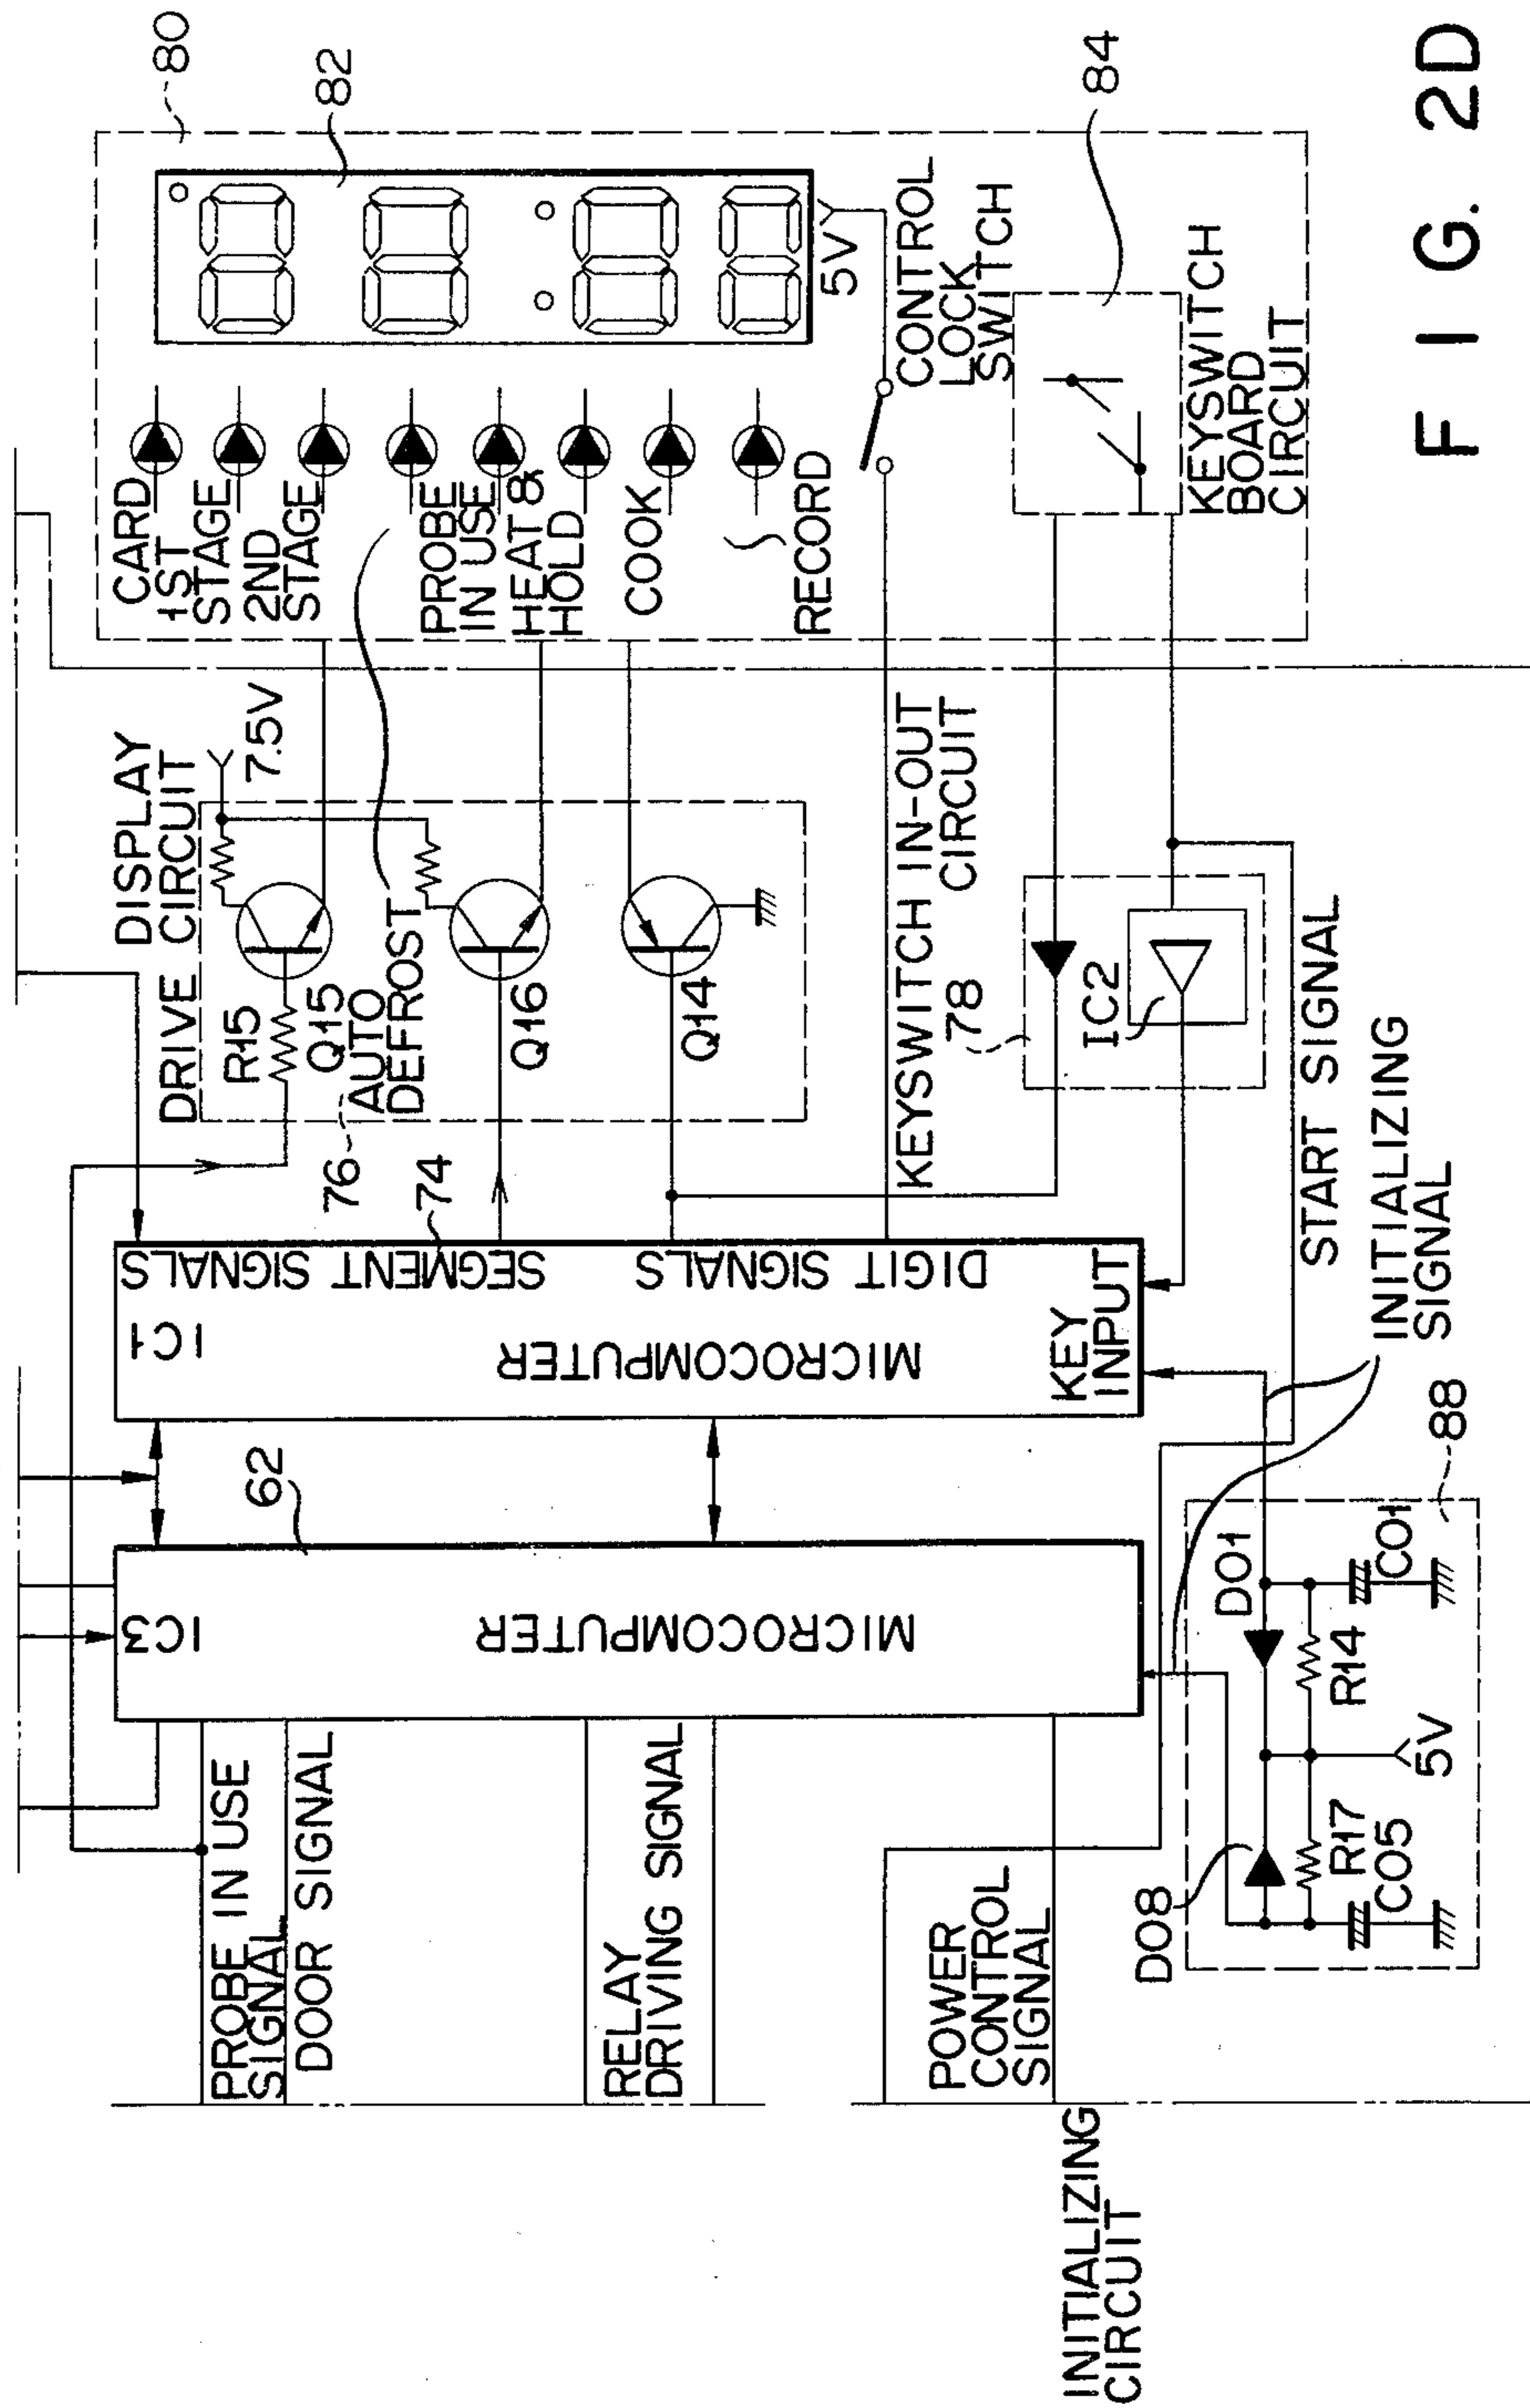 80
82
CARD
1ST
STAGE
2ND
STAGE
PROBE
IN USE
HEAT &
HOLD
COOK
RECORD
5V
CONTROL
LOCK
SWITCH
84
KEYSWITCH
BOARD
CIRCUIT
DISPLAY
DRIVE CIRCUIT
7.5V
R15
Q15
76
AUTO
DEFROST
Q16
Q14
KEYSWITCH IN-OUT
CIRCUIT
78
IC2
START SIGNAL
INITIALIZING
SIGNAL
74
SIGNALS
SEGMENT SIGNALS
DIGIT SIGNALS
IC1
MICROCOMPUTER
KEY
INPUT
62
IC3
MICROCOMPUTER
88
D01
C01
R14
5V
R17
C05
D08
PROBE IN USE
SIGNAL
DOOR SIGNAL
RELAY
DRIVING SIGNAL
POWER
CONTROL
SIGNAL
INITIALIZING
CIRCUIT
FIG. 2D